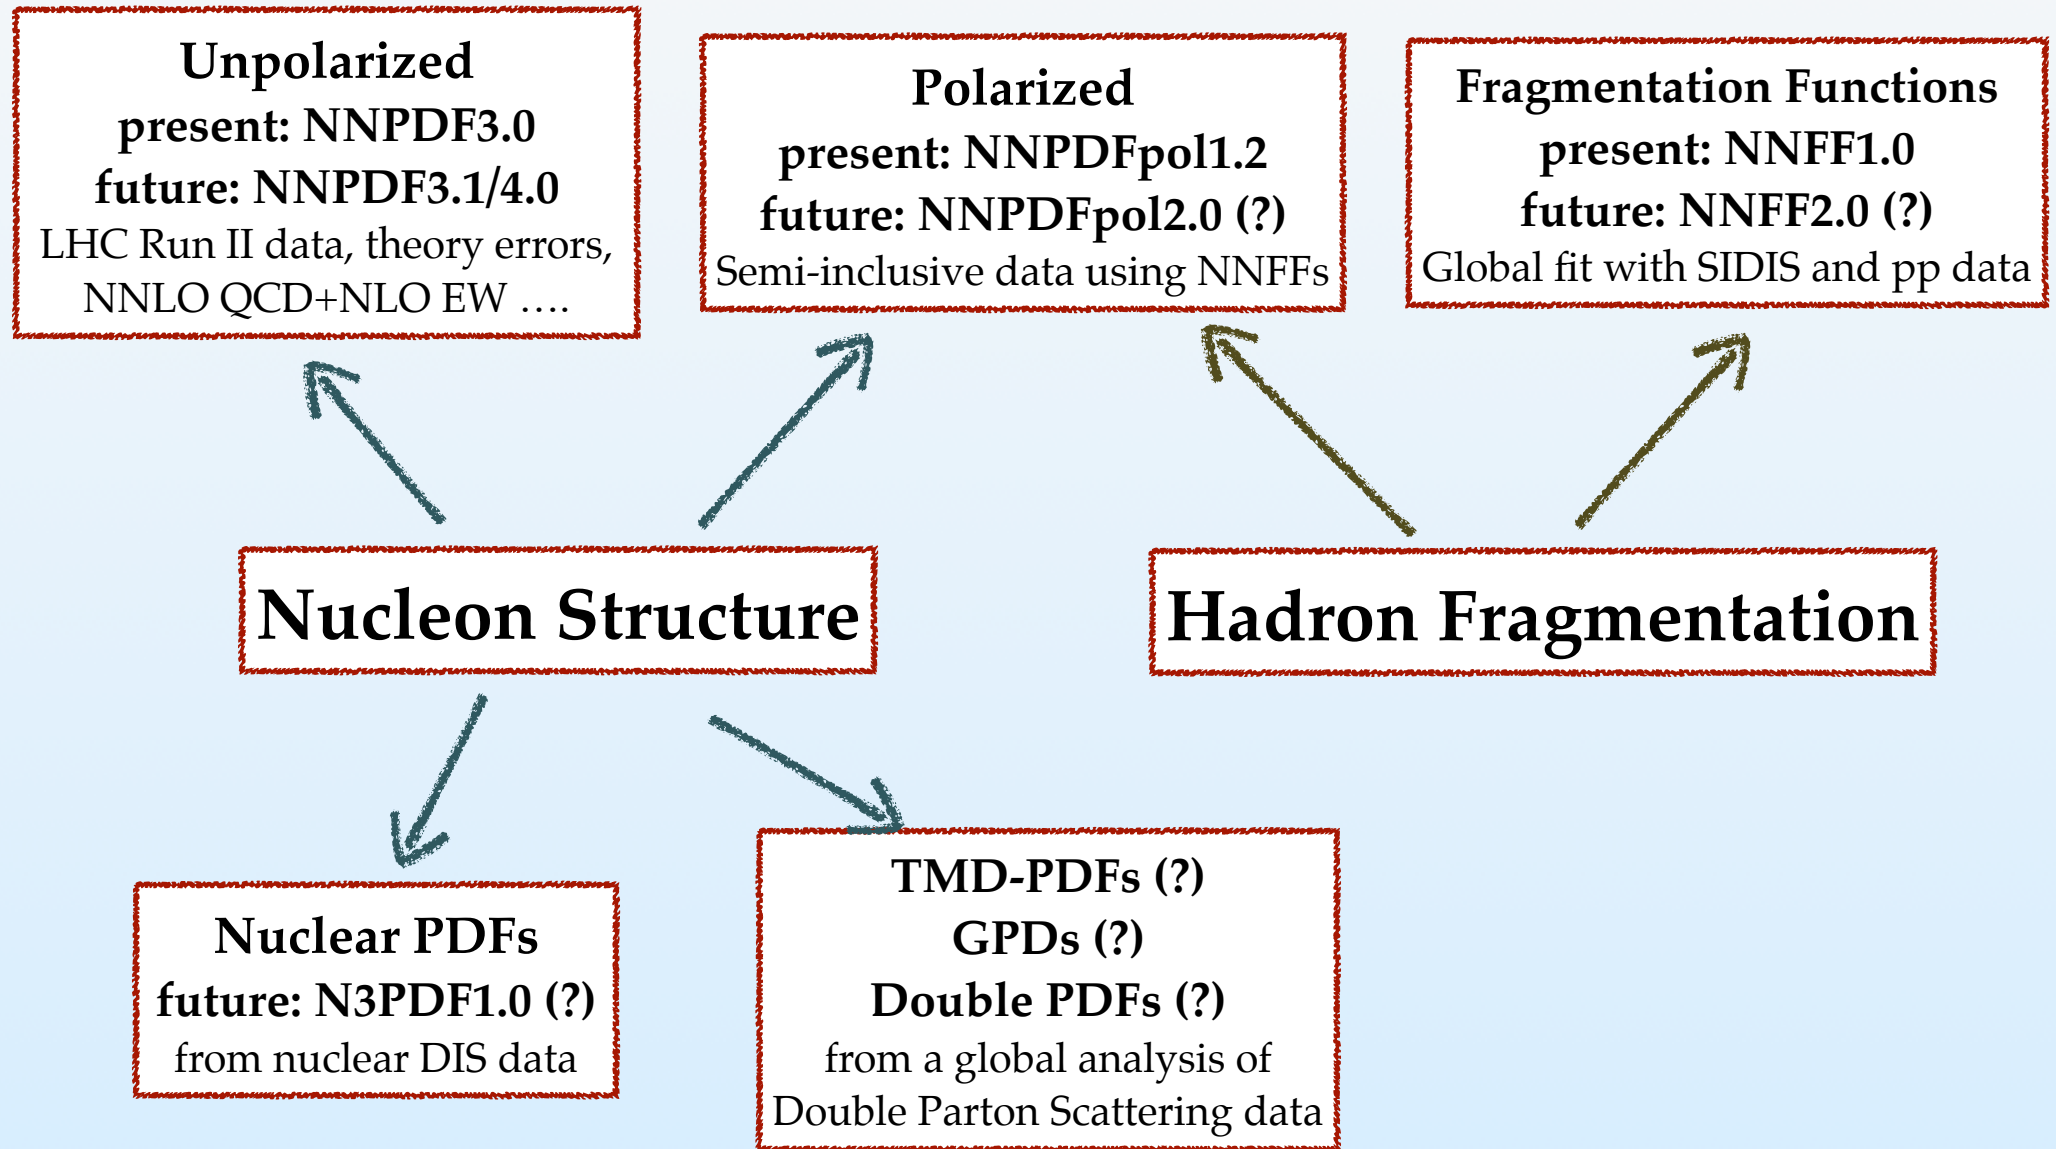 Unpolarized
present: NNPDF3.0
future: NNPDF3.1/4.0
LHC Run II data, theory errors,
NNLO QCD+NLO EW ….
Polarized
present: NNPDFpol1.2
future: NNPDFpol2.0 (?)
Semi-inclusive data using NNFFs
Fragmentation Functions
present: NNFF1.0
future: NNFF2.0 (?)
Global fit with SIDIS and pp data
Nucleon Structure
Hadron Fragmentation
Nuclear PDFs
future: N3PDF1.0 (?)
from nuclear DIS data
TMD-PDFs (?)
GPDs (?)
Double PDFs (?)
from a global analysis of
Double Parton Scattering data